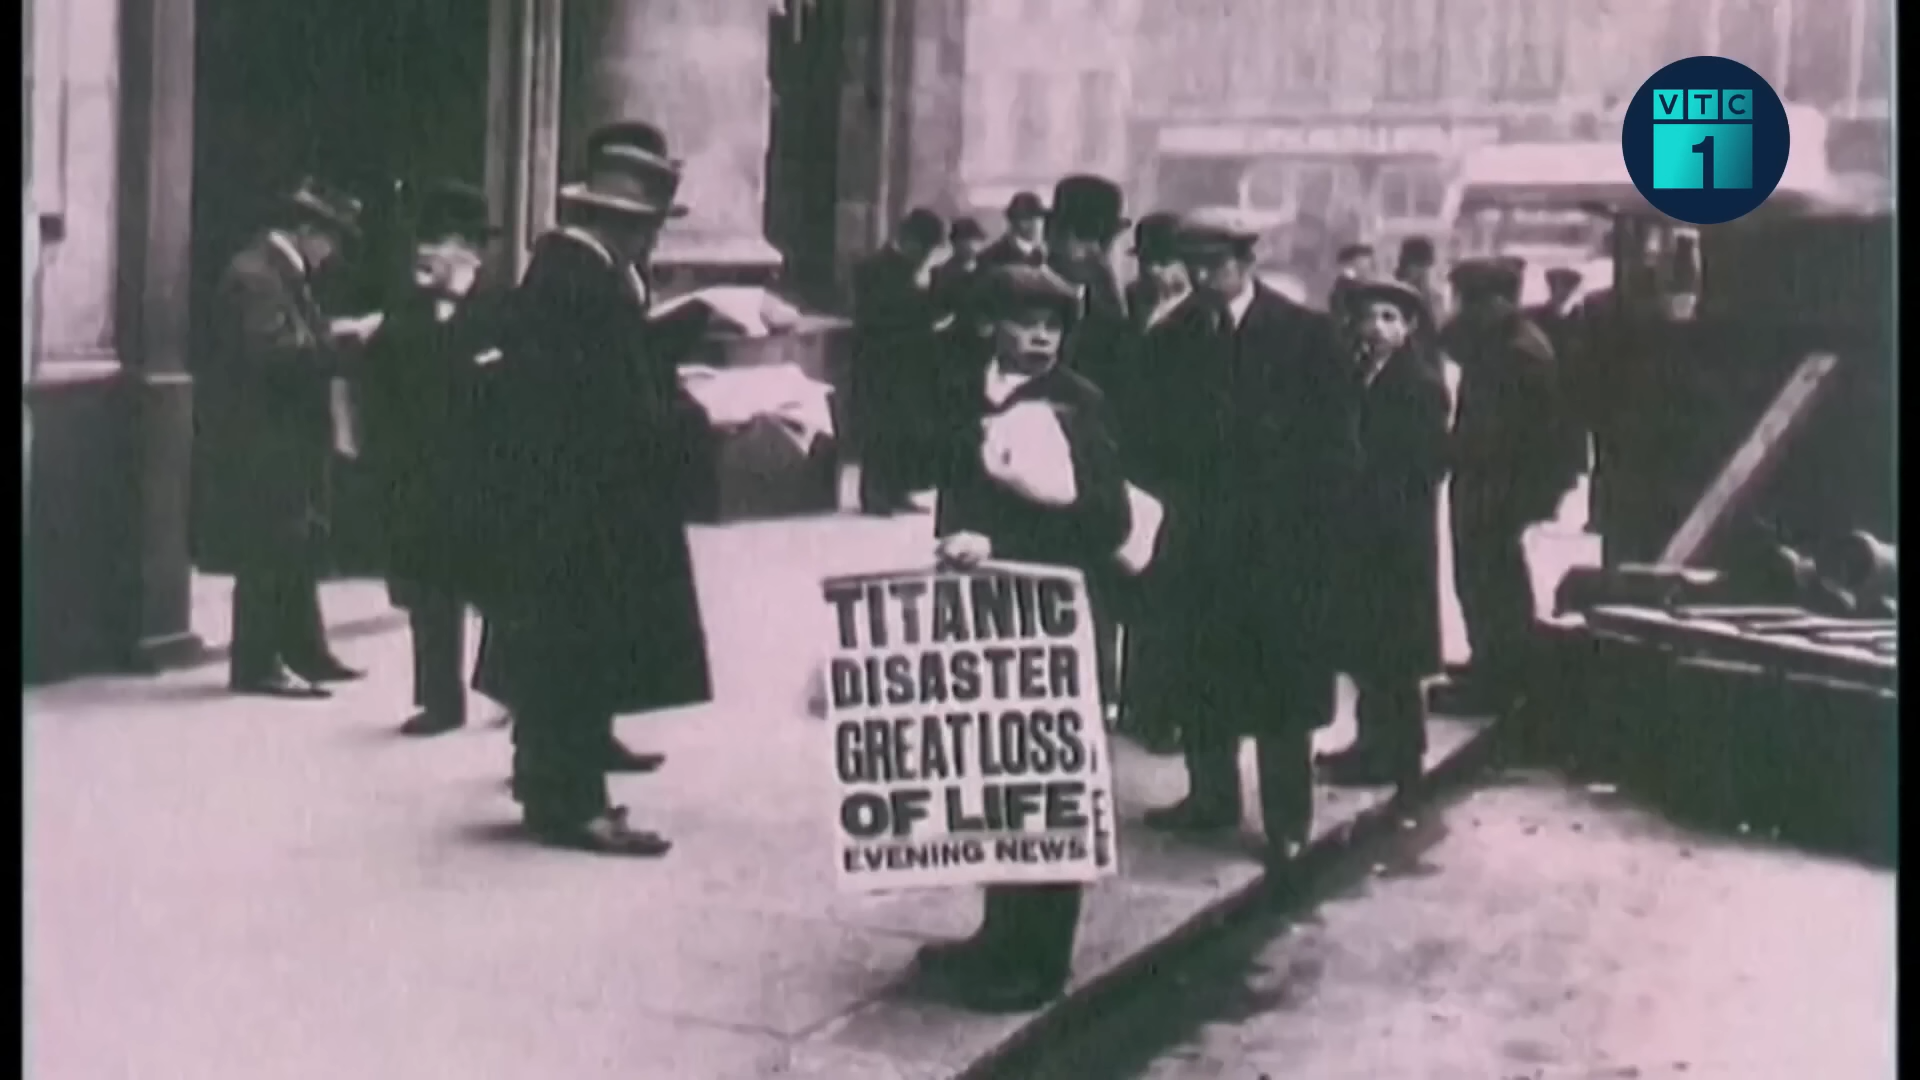 VTC
1
TITANIC
DISASTER
GREAT LOSS
OF LIFE
EVENING NEWS